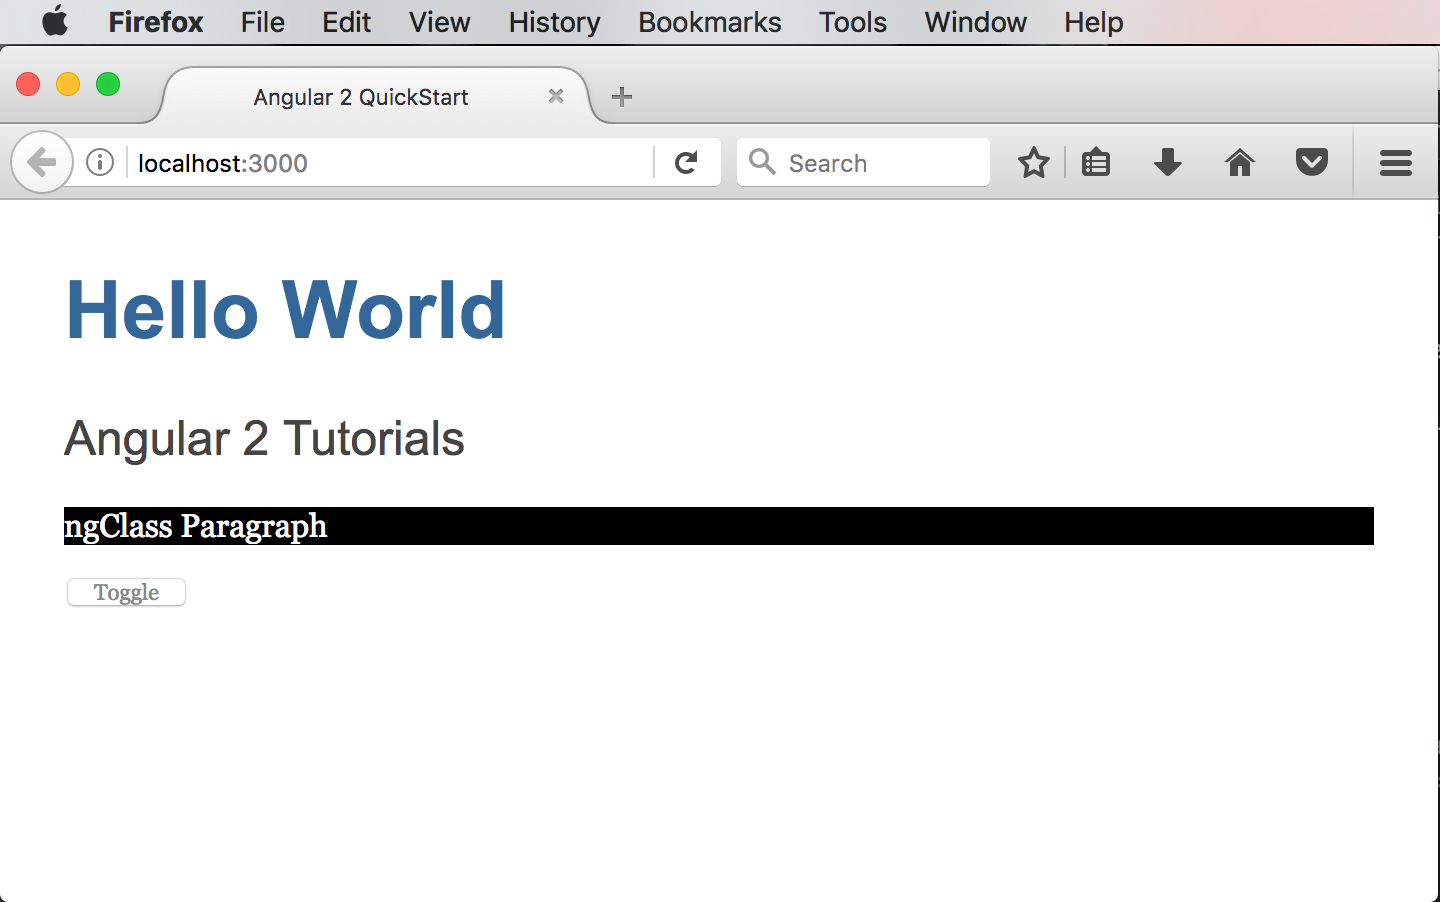 Firefox File Edit View History Bookmarks Tools Window Help
Angular 2 QuickStart
localhost:3000 Search
Hello World
Angular 2 Tutorials
ngClass Paragraph
Toggle